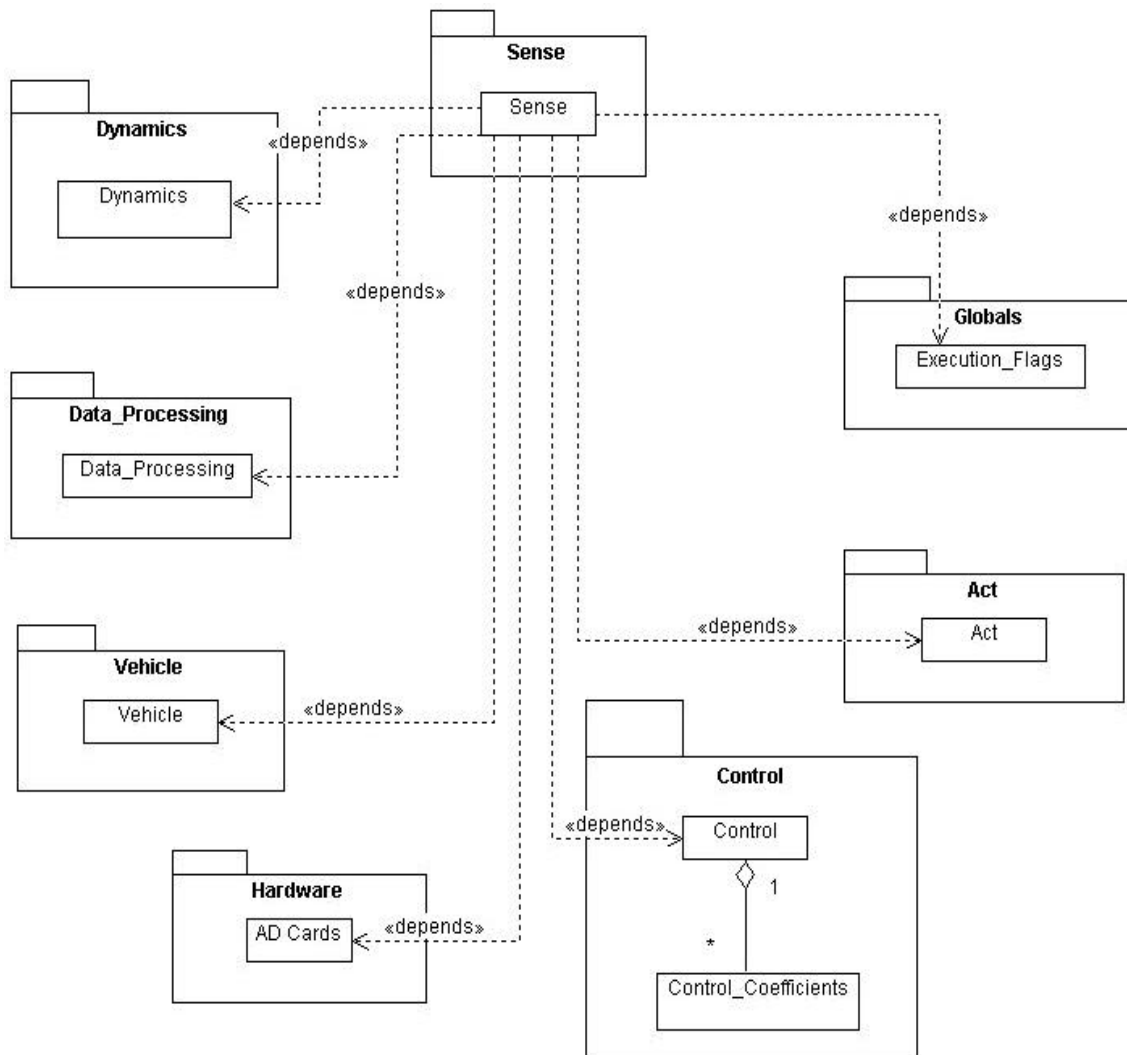 Sense
Sense
Dynamics
Dynamics
«depends»
«depends»
«depends»
Globals
Execution_Flags
Data_Processing
Data_Processing
Act
Act
«depends»
Vehicle
Vehicle
«depends»
Control
Control
«depends»
1
Hardware
AD Cards
«depends»
*
Control_Coefficients